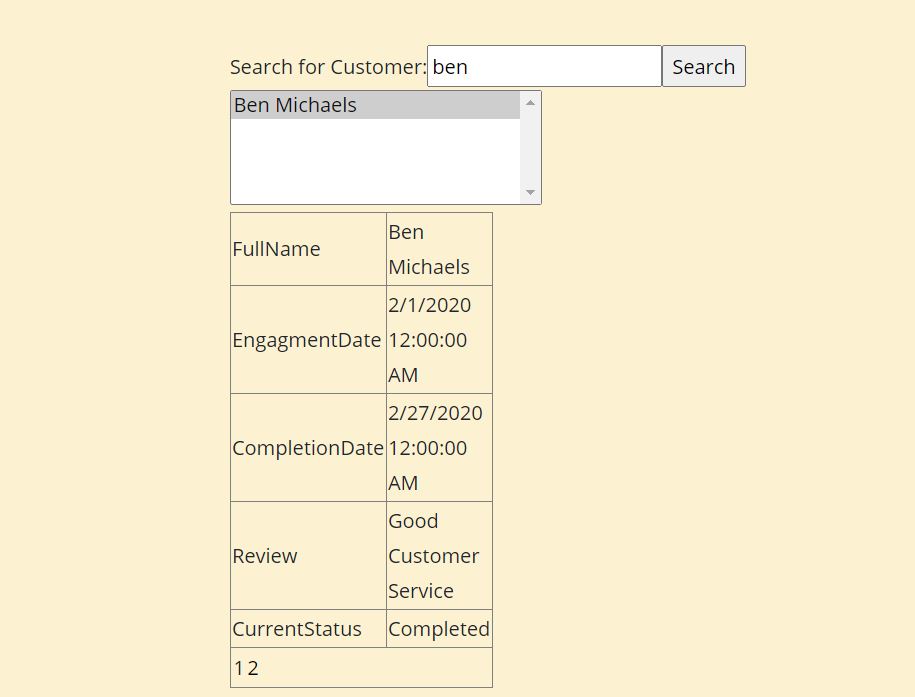 Search for Customer: ben Search
Ben Michaels
FullName Ben
Michaels
EngagmentDate 2/1/2020
12:00:00
AM
CompletionDate 2/27/2020
12:00:00
AM
Review Good
Customer
Service
CurrentStatus Completed
1 2